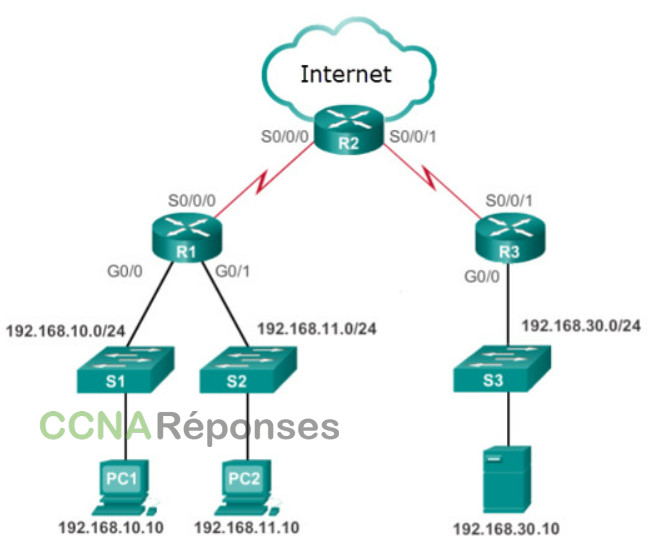 Internet
S0/0/0
R2
S0/0/1
S0/0/0
R1
S0/0/1
R3
G0/0
G0/1
G0/0
192.168.10.0/24
192.168.11.0/24
192.168.30.0/24
S1
S2
S3
CCNARéponses
PC1
PC2
192.168.10.10
192.168.11.10
192.168.30.10